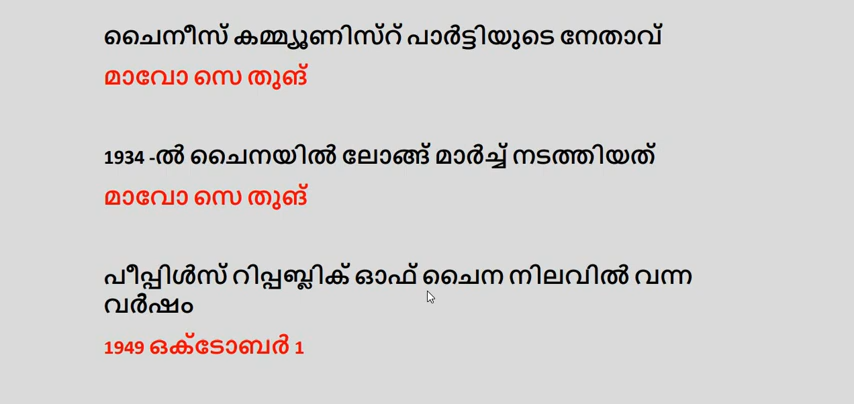 ചൈനീസ് കമ്മ്യൂണിസ്റ് പാർട്ടിയുടെ നേതാവ്
മാവോ സെ തുങ്
1934 -ൽ ചൈനയിൽ ലോങ്ങ് മാർച്ച് നടത്തിയത്
മാവോ സെ തുങ്
പീപ്പിൾസ് റിപ്പബ്ലിക് ഓഫ് ചൈന നിലവിൽ വന്ന
വർഷം
1949 ഒക്ടോബർ 1